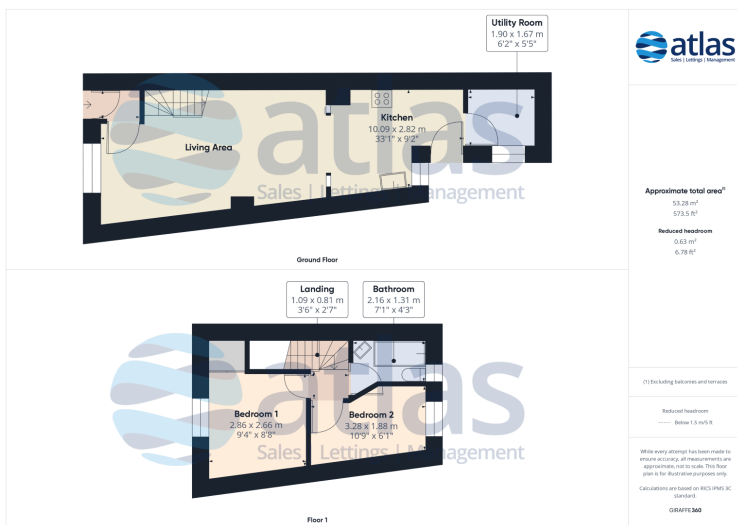 Utility Room
1.90 x 1.67 m
6'2" x 5'5"
Kitchen
10.09 x 2.82 m
33'1" x 9'2"
Living Area
atlas
Sales | Lettings | Management
Ground Floor
Landing
1.09 x 0.81 m
3'6" x 2'7"
Bathroom
2.16 x 1.31 m
7'1" x 4'3"
Bedroom 1
2.86 x 2.66 m
9'4" x 8'8"
Bedroom 2
3.28 x 1.88 m
10'9" x 6'1"
atlas
Sales | Lettings | Management
Floor 1
atlas
Sales | Lettings | Management
Approximate total area(1)
53.28 m²
573.5 ft²
Reduced headroom
0.63 m²
6.78 ft²
(1) Excluding balconies and terraces
Reduced headroom
Below 1.5 m/5 ft
While every attempt has been made to
ensure accuracy, all measurements are
approximate, not to scale. This floor
plan is for illustrative purposes only.
Calculations are based on RICS IPMS 3C
standard.
GIRAFFE360